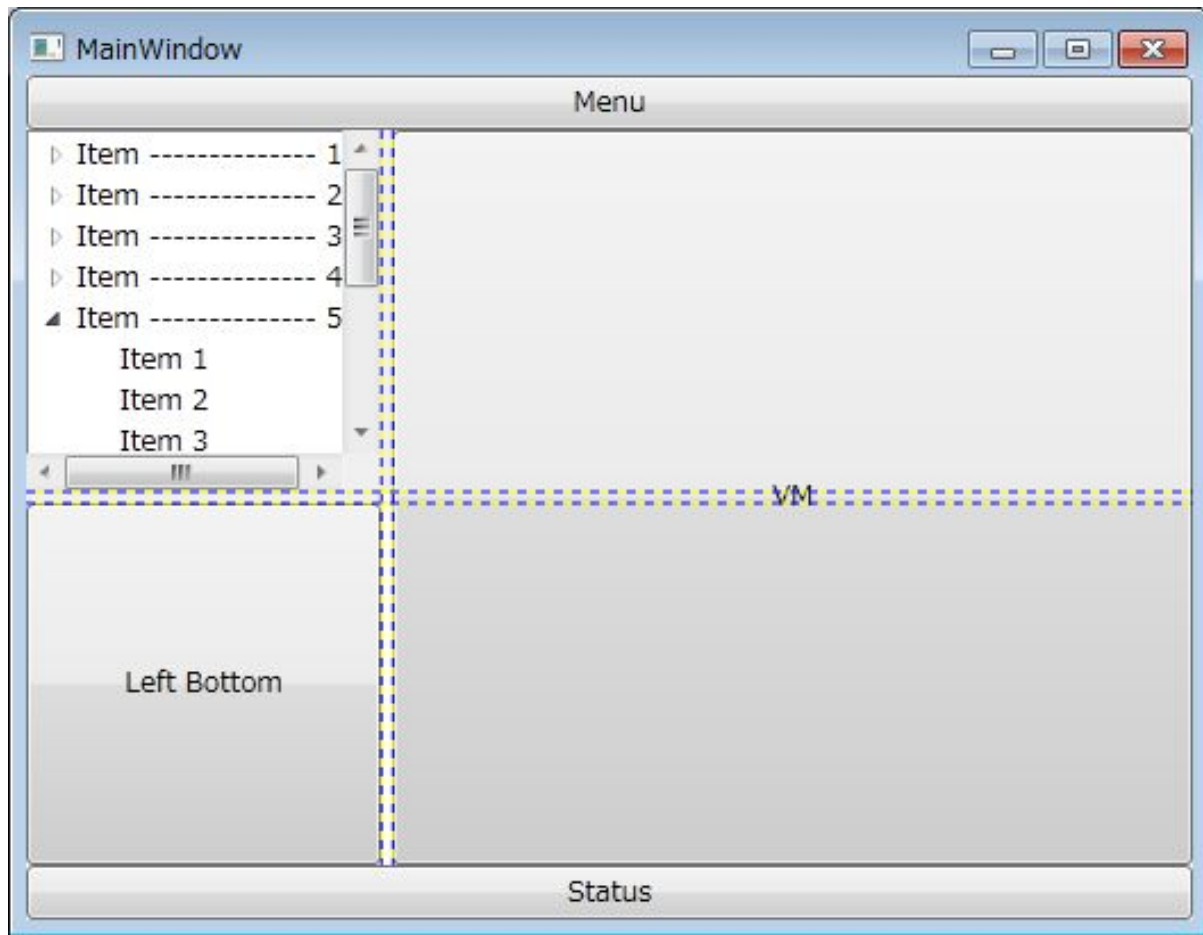 MainWindow
Menu
Item -------------- 1
Item -------------- 2
Item -------------- 3
Item -------------- 4
Item -------------- 5
Item 1
Item 2
Item 3
VM
Left Bottom
Status